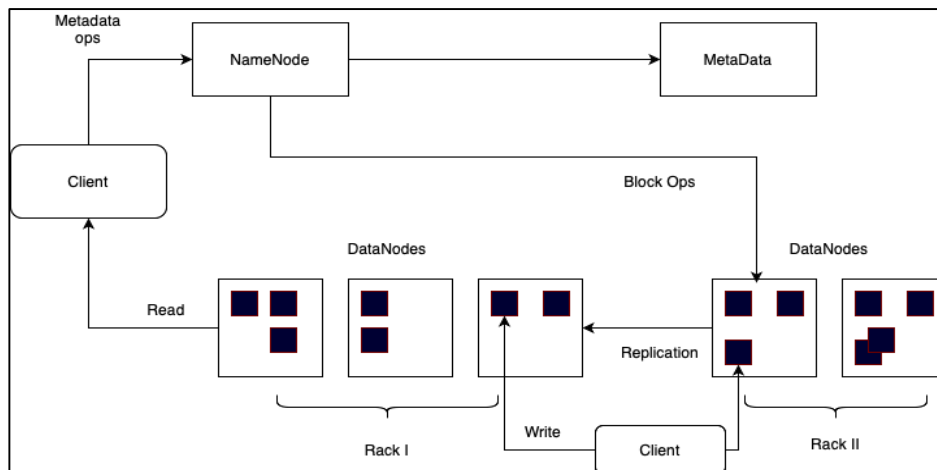 Metadata
ops
NameNode
MetaData
Client
Block Ops
DataNodes
DataNodes
Read
Replication
Write
Client
Rack I
Rack II